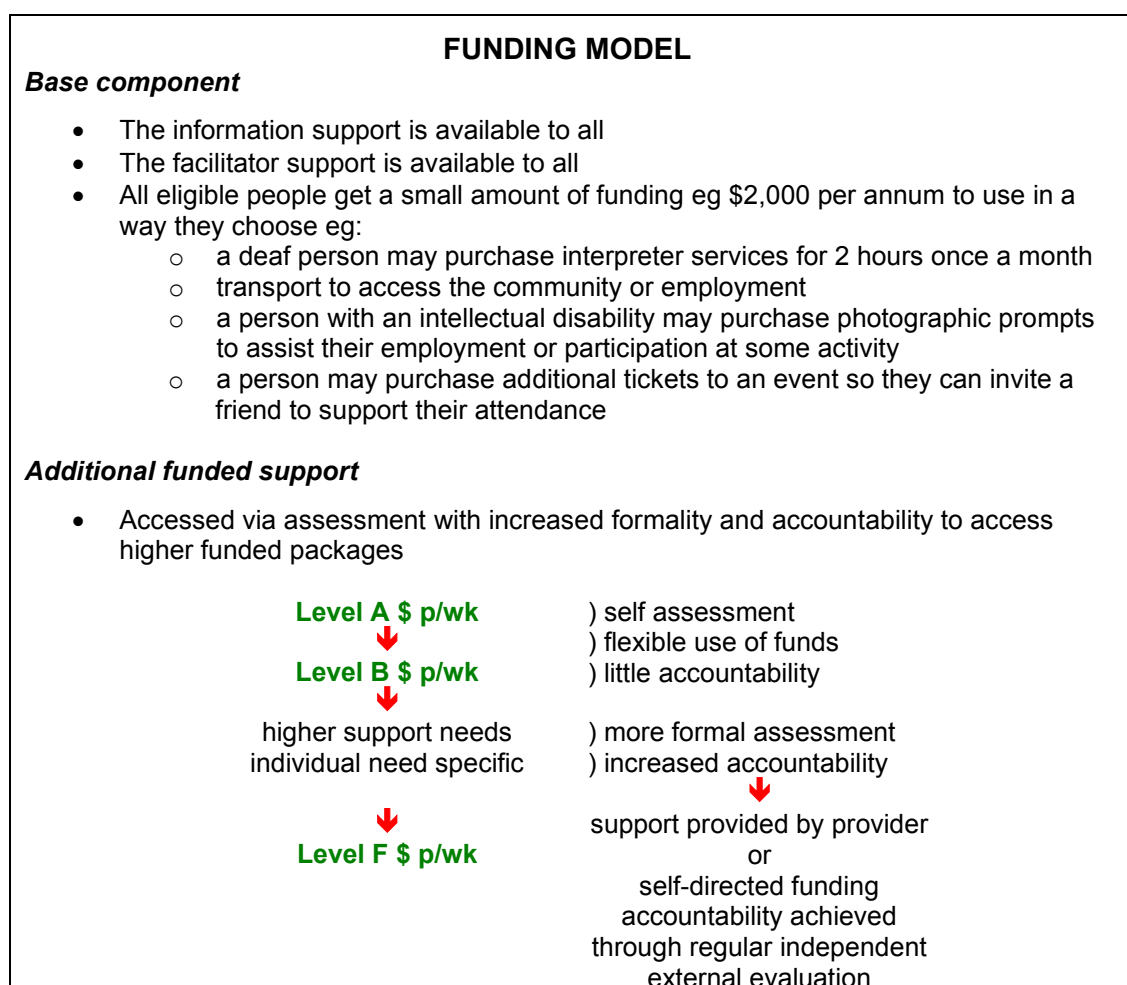 FUNDING MODEL
Base component
• The information support is available to all
• The facilitator support is available to all
• All eligible people get a small amount of funding eg $2,000 per annum to use in a
way they choose eg:
○ a deaf person may purchase interpreter services for 2 hours once a month
○ transport to access the community or employment
○ a person with an intellectual disability may purchase photographic prompts
to assist their employment or participation at some activity
○ a person may purchase additional tickets to an event so they can invite a
friend to support their attendance
Additional funded support
• Accessed via assessment with increased formality and accountability to access
higher funded packages
Level A $ p/wk ) self assessment
) flexible use of funds
Level B $ p/wk ) little accountability
higher support needs ) more formal assessment
individual need specific ) increased accountability
support provided by provider
Level F $ p/wk or
self-directed funding
accountability achieved
through regular independent
external evaluation